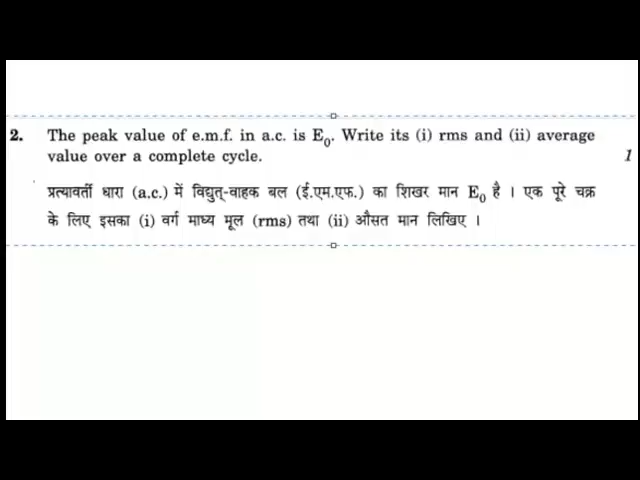 2. The peak value of e.m.f. in a.c. is E₀. Write its (i) rms and (ii) average
value over a complete cycle. 1
प्रत्यावर्ती धारा (a.c.) में विद्युत्-वाहक बल (ई.एम.एफ.) का शिखर मान E₀ है । एक पूरे चक्र
के लिए इसका (i) वर्ग माध्य मूल (rms) तथा (ii) औसत मान लिखिए ।